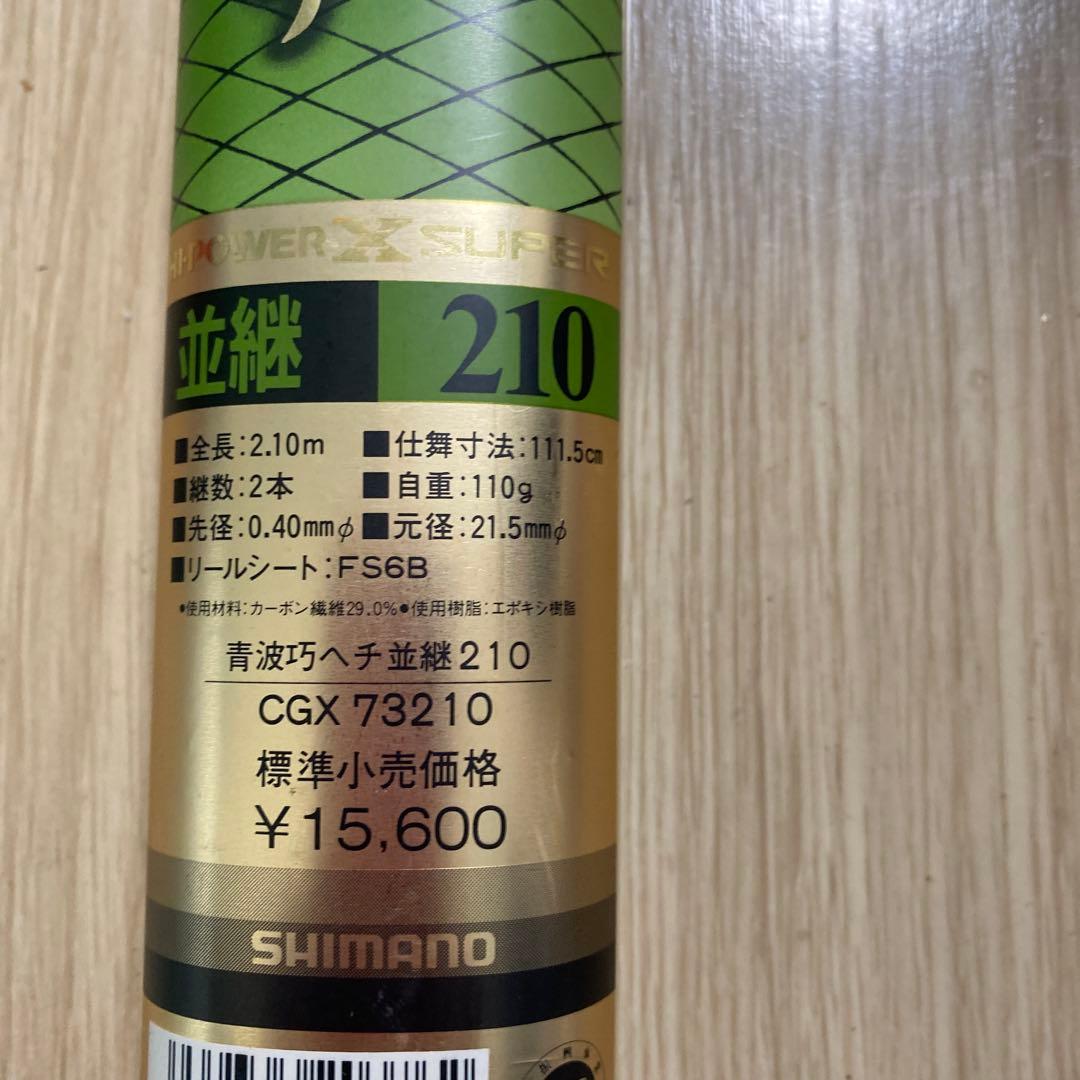 HI-POWER X SUPER
並継 210
■全長:2.10m ■仕舞寸法:111.5cm
■継数:2本 ■自重:110g
■先径:0.40mmφ ■元径:21.5mmφ
■リールシート:FS6B
●使用材料:カーボン繊維29.0%●使用樹脂:エポキシ樹脂
青波巧ヘチ並継210
CGX 73210
標準小売価格
¥15,600
SHIMANO